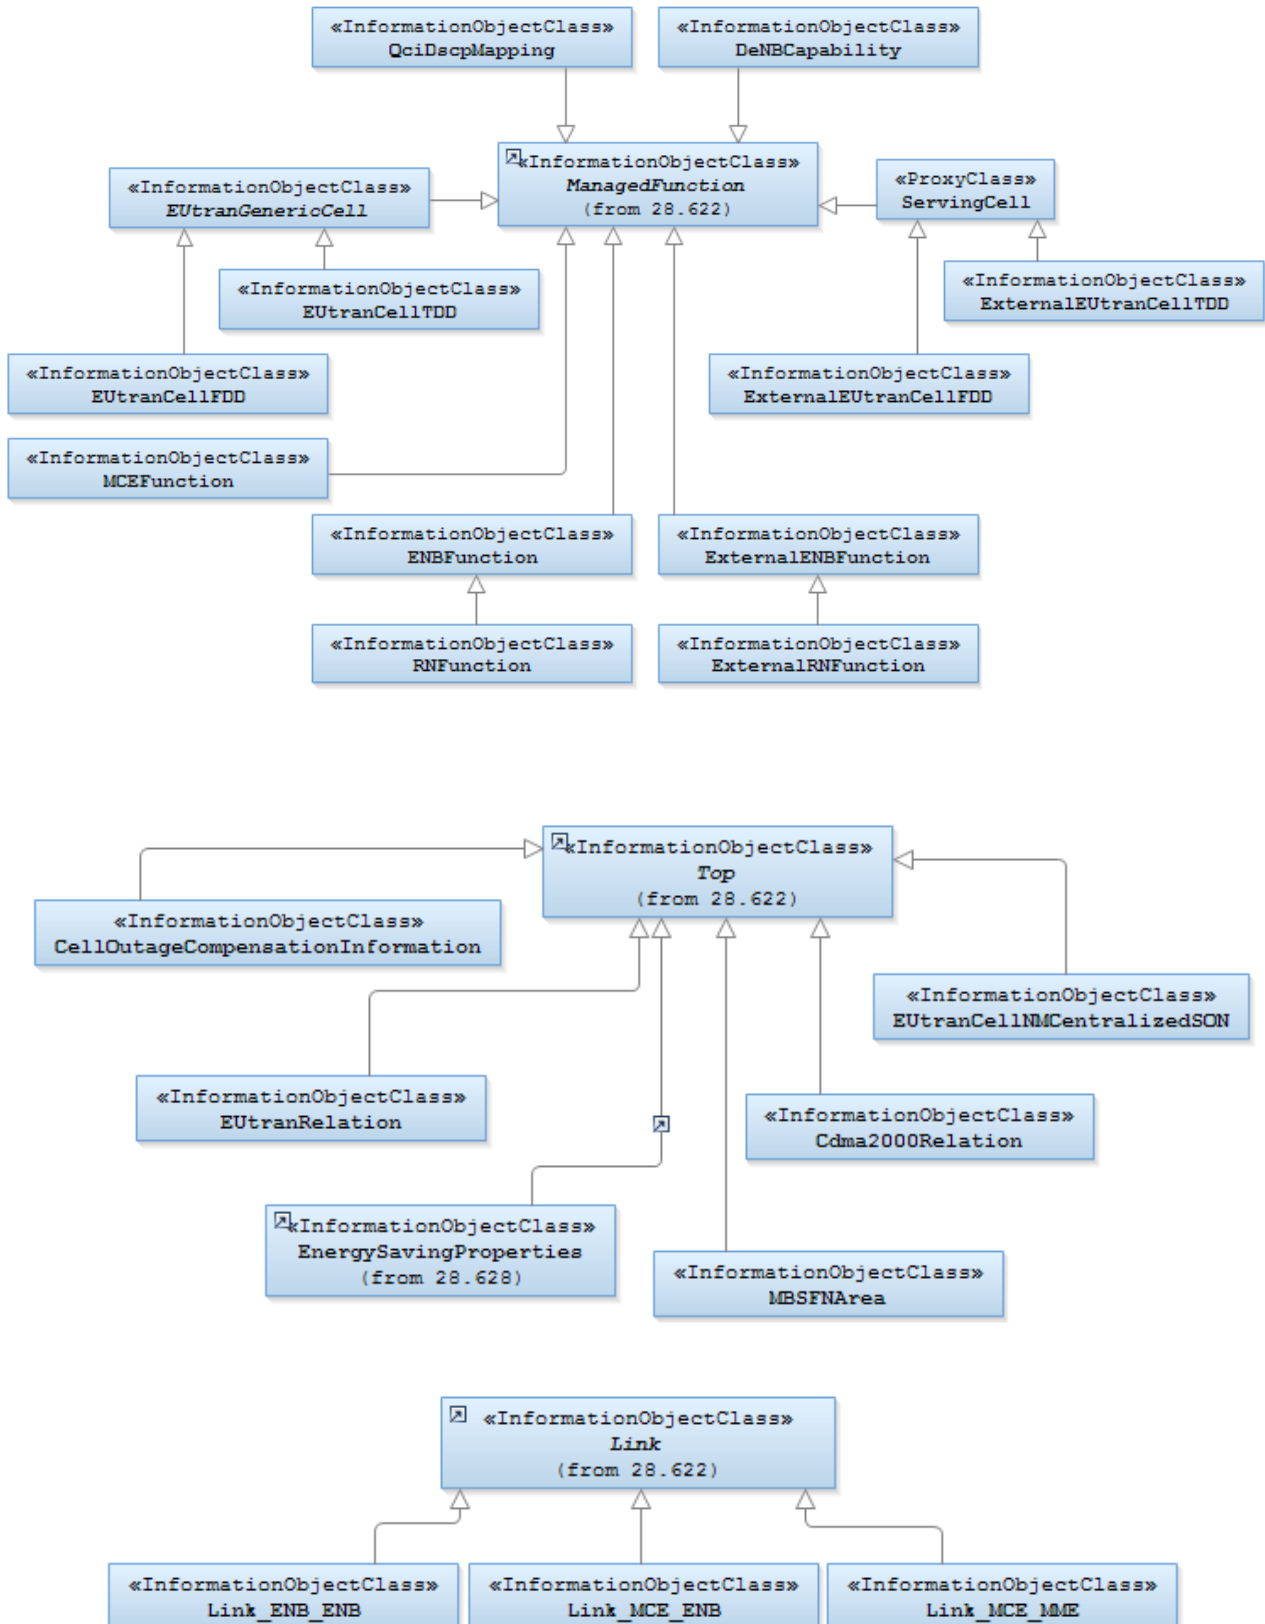 «InformationObjectClass»
QciDscpMapping
«InformationObjectClass»
DeNBCapability
«InformationObjectClass»
ManagedFunction
(from 28.622)
«InformationObjectClass»
EUtranGenericCell
«ProxyClass»
ServingCell
«InformationObjectClass»
EUtranCellTDD
«InformationObjectClass»
ExternalEUtranCellTDD
«InformationObjectClass»
EUtranCellFDD
«InformationObjectClass»
ExternalEUtranCellFDD
«InformationObjectClass»
MCEFunction
«InformationObjectClass»
ENBFunction
«InformationObjectClass»
ExternalENBFunction
«InformationObjectClass»
RNFunction
«InformationObjectClass»
ExternalRNFunction
«InformationObjectClass»
Top
(from 28.622)
«InformationObjectClass»
CellOutageCompensationInformation
«InformationObjectClass»
EUtranCellNMCentralizedSON
«InformationObjectClass»
EUtranRelation
«InformationObjectClass»
Cdma2000Relation
«InformationObjectClass»
EnergySavingProperties
(from 28.628)
«InformationObjectClass»
MBSFNArea
«InformationObjectClass»
Link
(from 28.622)
«InformationObjectClass»
Link_ENB_ENB
«InformationObjectClass»
Link_MCE_ENB
«InformationObjectClass»
Link_MCE_MME